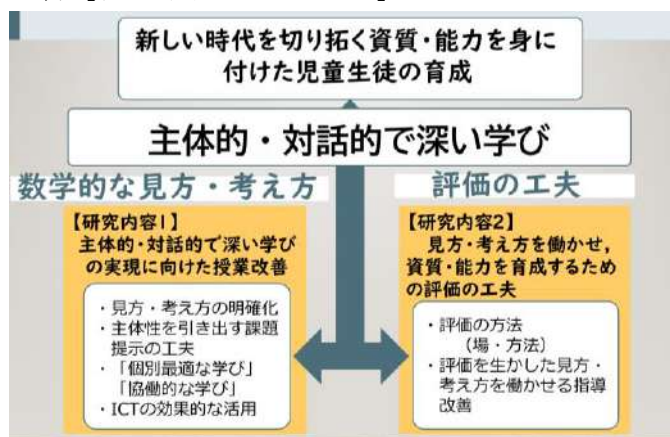 新しい時代を切り拓く資質・能力を身に
付けた児童生徒の育成
主体的・対話的で深い学び
数学的な見方・考え方
評価の工夫
【研究内容1】
主体的・対話的で深い学び
の実現に向けた授業改善
・見方・考え方の明確化
・主体性を引き出す課題
提示の工夫
・「個別最適な学び」
「協働的な学び」
・ICTの効果的な活用
【研究内容2】
見方・考え方を働かせ，
資質・能力を育成するため
の評価の工夫
・評価の方法
（場・方法）
・評価を生かした見方・
考え方を働かせる指導
改善